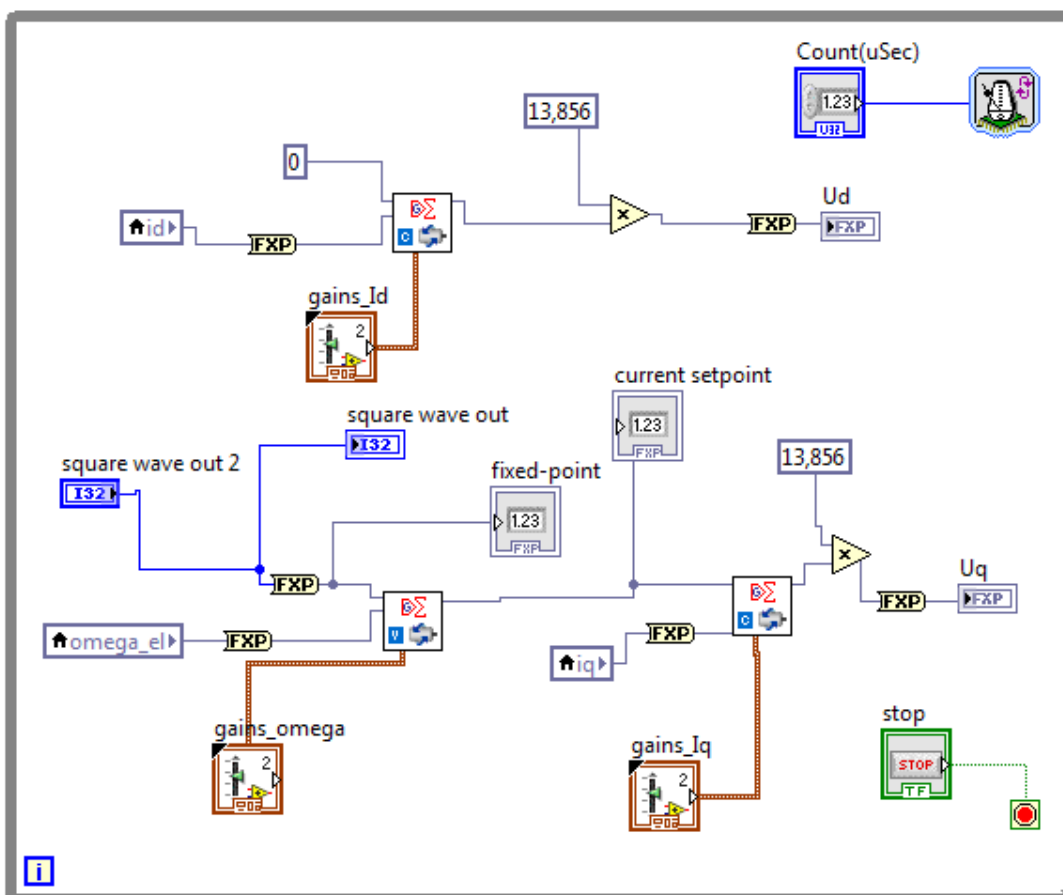 Count(uSec)
1.23
U32
13,856
0
Ud
id
FXP
FXP
FXP
C
gains_Id
2
current setpoint
1.23
FXP
square wave out
I32
square wave out 2
I32
fixed-point
1.23
FXP
13,856
Uq
FXP
FXP
FXP
omega_el
FXP
V
iq
FXP
C
gains_omega
2
gains_Iq
2
stop
STOP
TF
i